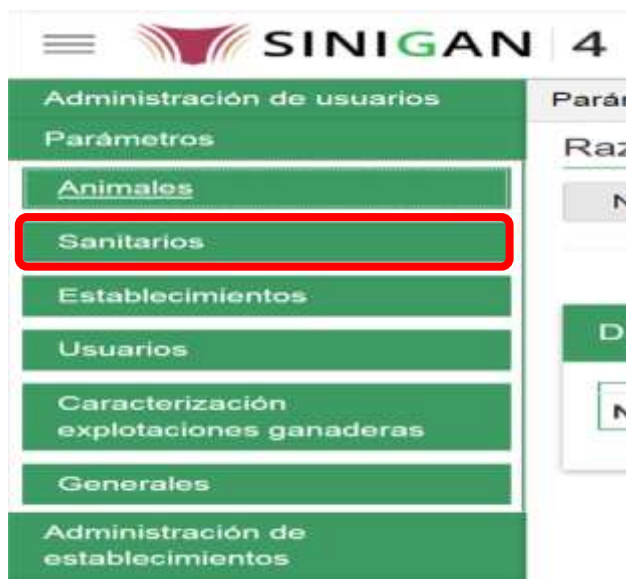 SINIGAN 4
Administración de usuarios
Parámetros
Animales
Sanitarios
Establecimientos
Usuarios
Caracterización
explotaciones ganaderas
Generales
Administración de
establecimientos